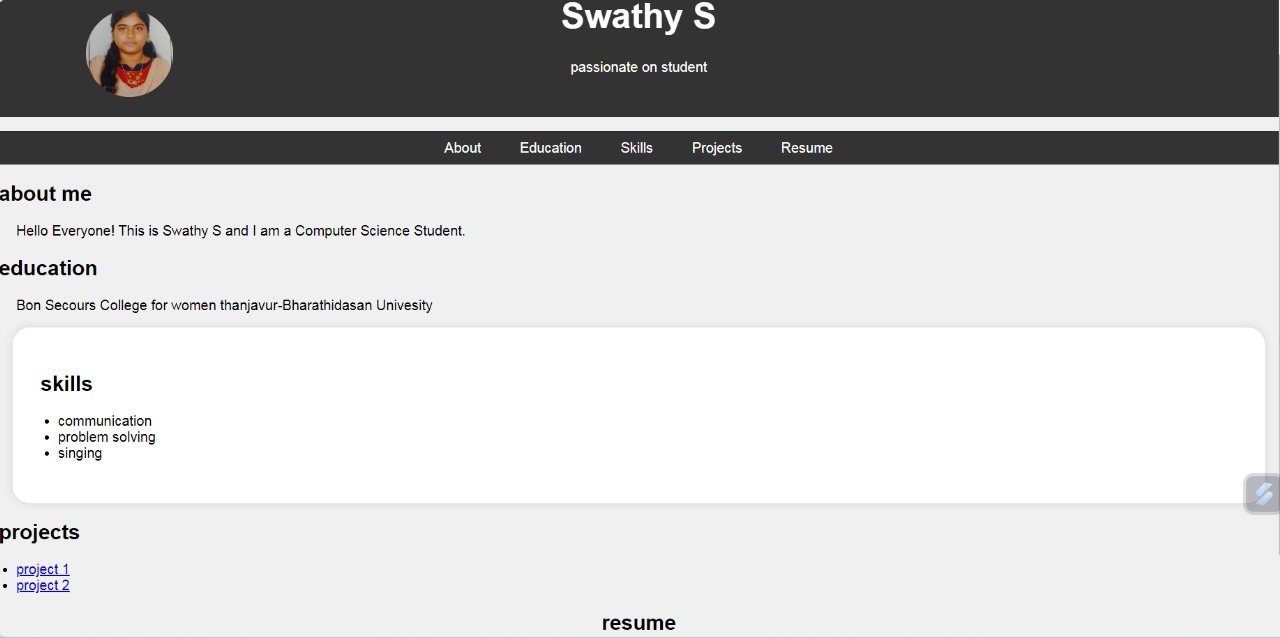 Swathy S
passionate on student
About Education Skills Projects Resume
about me
Hello Everyone! This is Swathy S and I am a Computer Science Student.
education
Bon Secours College for women thanjavur-Bharathidasan Univesity
skills
communication
problem solving
singing
projects
project 1
project 2
resume